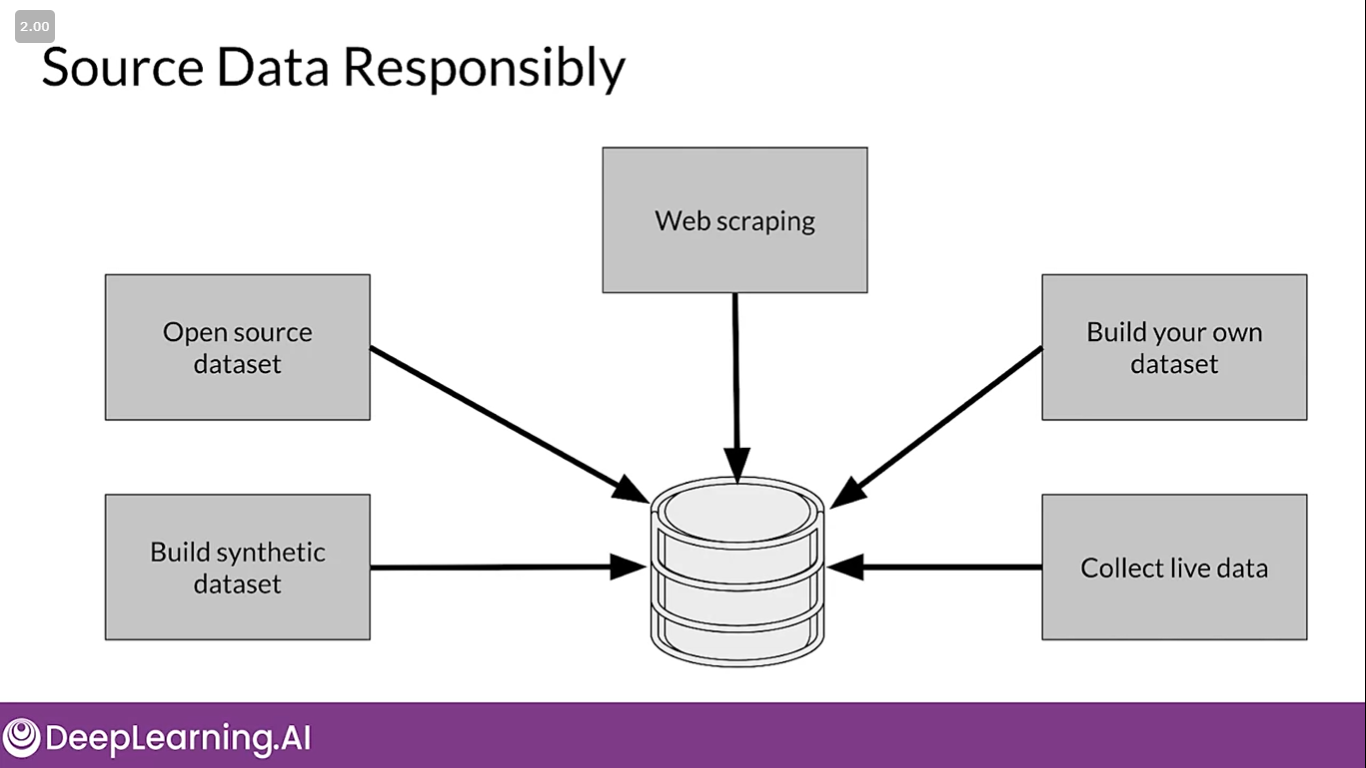 2.00
Source Data Responsibly
Web scraping
Open source
dataset
Build your own
dataset
Build synthetic
dataset
Collect live data
DeepLearning.AI